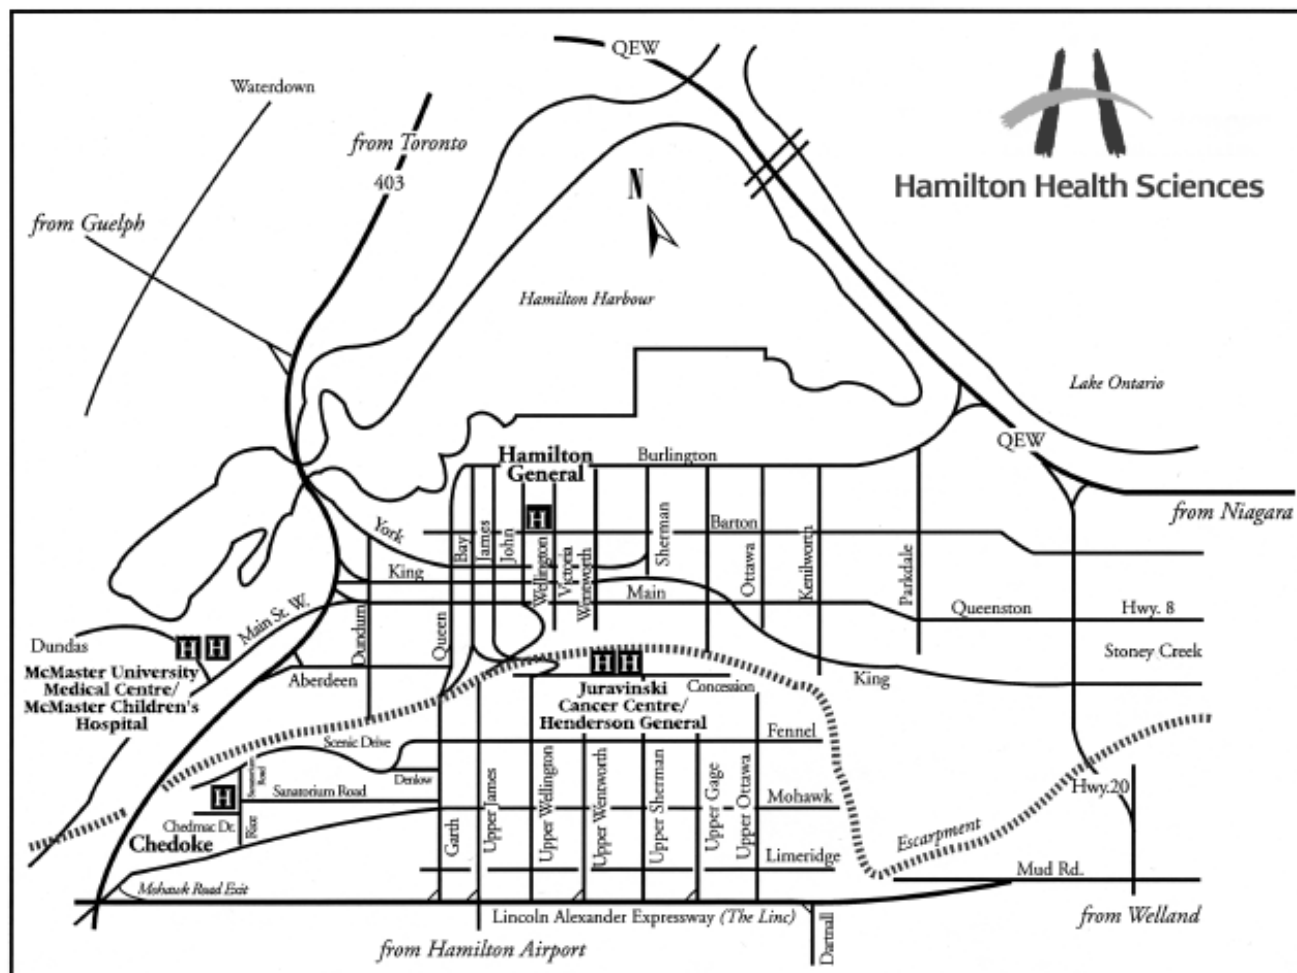 QEW
Waterdown
from Toronto
403
N
Hamilton Health Sciences
from Guelph
Hamilton Harbour
Lake Ontario
QEW
Hamilton
General
Burlington
from Niagara
York
Bay
James
John
H
Wellington
Victoria
Wentworth
Sherman
Barton
Ottawa
Kenilworth
Parkdale
King
Main
Queenston
Hwy. 8
Main St. W.
Dundurn
Queen
Dundas
H H
McMaster University
Medical Centre/
McMaster Children's
Hospital
Aberdeen
H H
Juravinski
Cancer Centre/
Henderson General
Concession
King
Stoney Creek
Scenic Drive
Fennel
Denlow
Sanatorium
Road
H
Sanatorium Road
Chedmac Dr.
Rice
Chedoke
Garth
Upper James
Upper Wellington
Upper Wentworth
Upper Sherman
Upper Gage
Upper Ottawa
Mohawk
Limeridge
Hwy.20
Escarpment
Mud Rd.
Mohawk Road Exit
Lincoln Alexander Expressway (The Linc)
Dartnall
from Welland
from Hamilton Airport